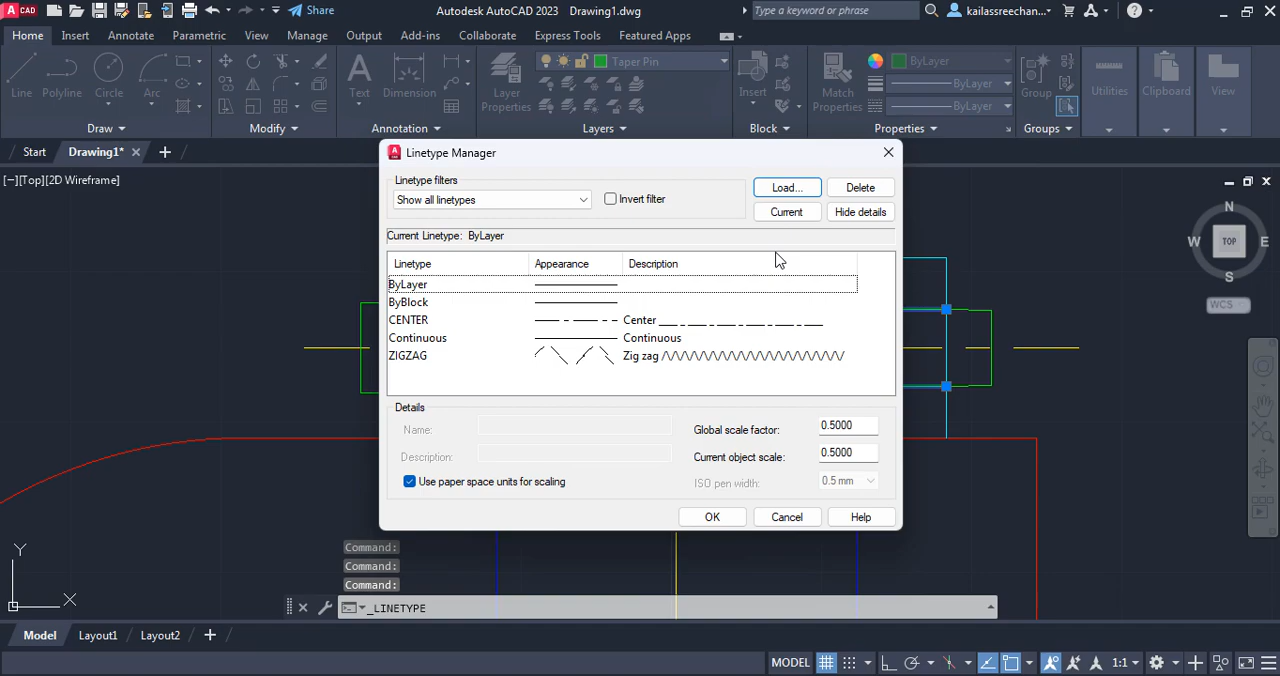 CAD
Share
Autodesk AutoCAD 2023 Drawing1.dwg
Type a keyword or phrase
kailassreechan...
Home Insert Annotate Parametric View Manage Output Add-ins Collaborate Express Tools Featured Apps
Line Polyline Circle Arc
Text Dimension
Layer Properties
Taper Pin
Insert
Match Properties
ByLayer
ByLayer
ByLayer
Group
Utilities
Clipboard
View
Draw Modify Annotation Layers Block Properties Groups
Start Drawing1*
[−][Top][2D Wireframe]
Linetype Manager
Linetype filters
Show all linetypes
Invert filter
Load... Delete
Current Hide details
Current Linetype: ByLayer
Linetype Appearance Description
ByLayer
ByBlock
CENTER Center
Continuous Continuous
ZIGZAG Zig zag
Details
Name:
Description:
Global scale factor: 0.5000
Current object scale: 0.5000
Use paper space units for scaling
ISO pen width: 0.5 mm
OK Cancel Help
N
W TOP E
S
WCS
Y
X
Command:
Command:
Command:
_LINETYPE
Model Layout1 Layout2
MODEL
1:1